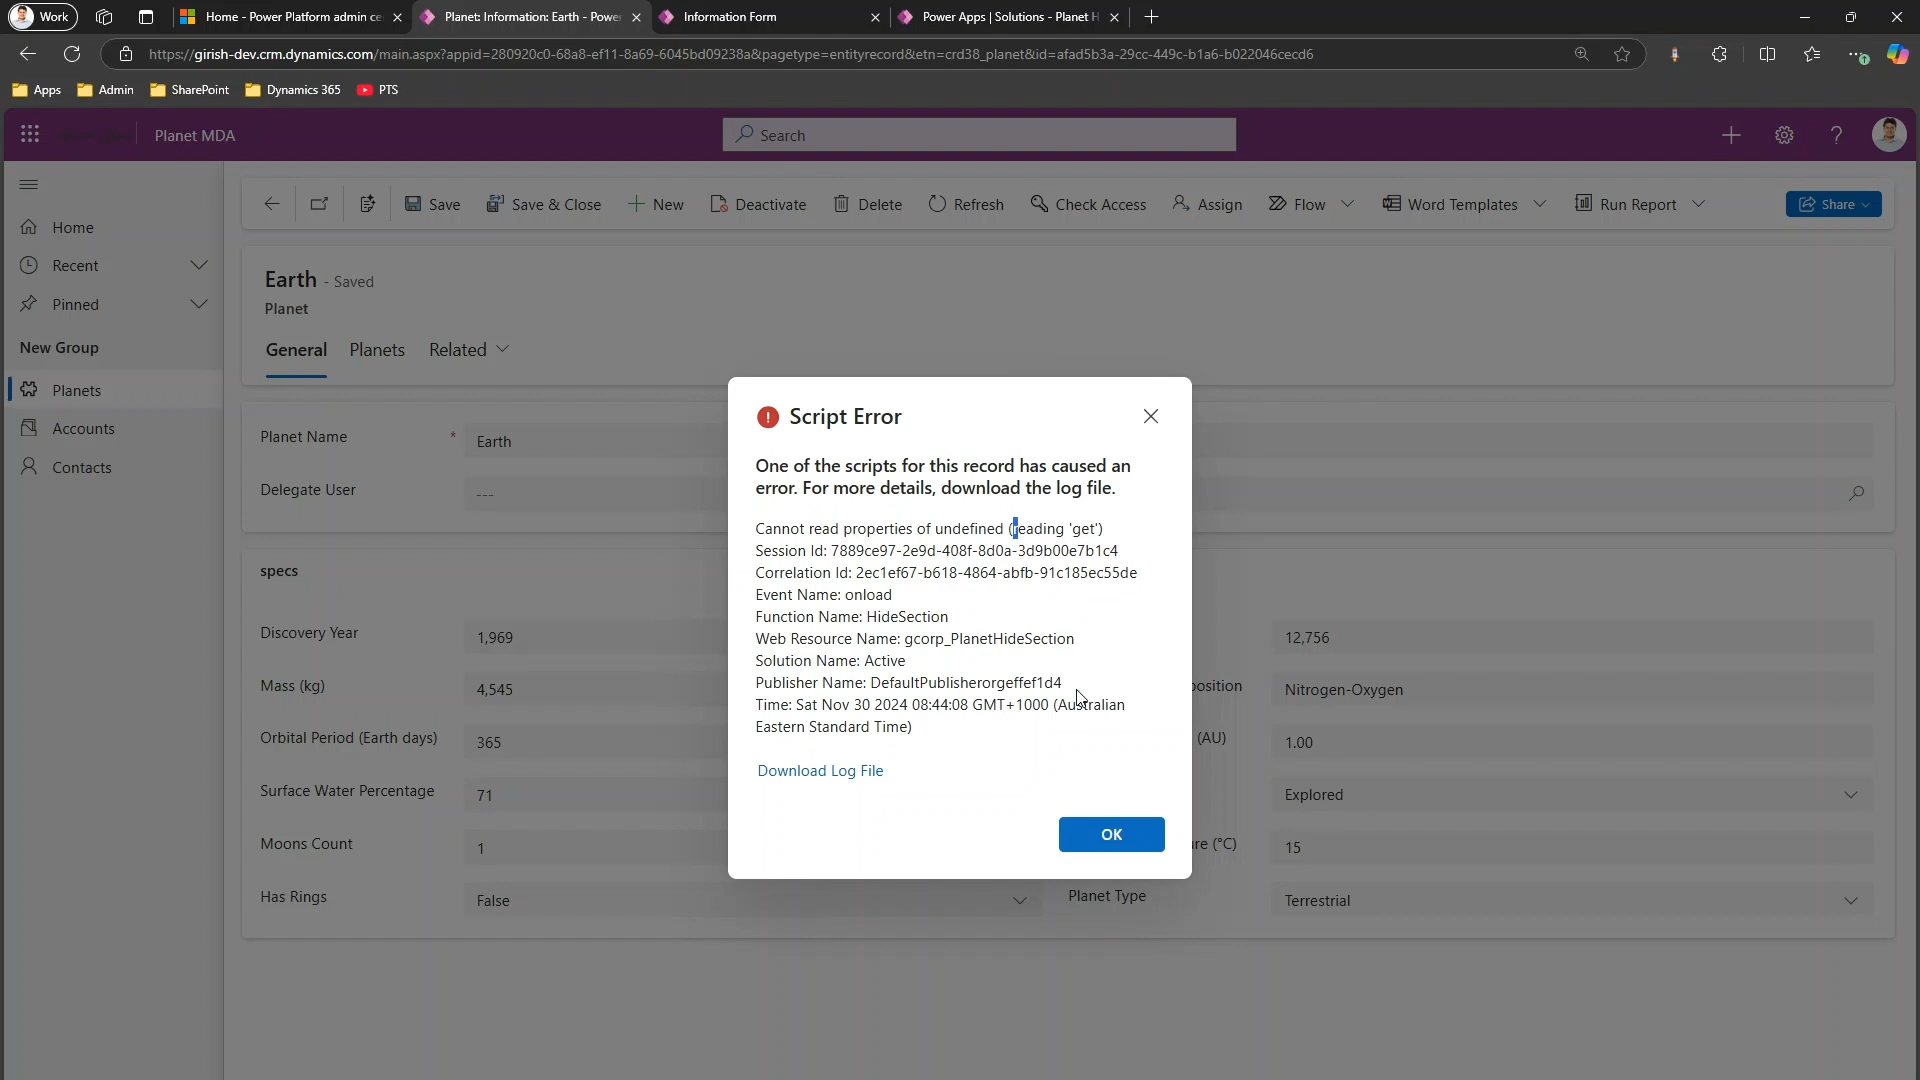 Work
Home - Power Platform admin ce
Planet: Information: Earth - Power
Information Form
Power Apps | Solutions - Planet H
https://girish-dev.crm.dynamics.com/main.aspx?appid=280920c0-68a8-ef11-8a69-6045bd09238a&pagetype=entityrecord&etn=crd38_planet&id=afad5b3a-29cc-449c-b1a6-b022046cecd6
Apps
Admin
SharePoint
Dynamics 365
PTS
Planet MDA
Search
Save
Save & Close
New
Deactivate
Delete
Refresh
Check Access
Assign
Flow
Word Templates
Run Report
Share
Home
Recent
Pinned
New Group
Planets
Accounts
Contacts
Earth - Saved
Planet
General
Planets
Related
Planet Name *
Earth
Delegate User
---
specs
Discovery Year
1,969
12,756
Mass (kg)
4,545
position
Nitrogen-Oxygen
Orbital Period (Earth days)
365
(AU)
1.00
Surface Water Percentage
71
Explored
Moons Count
1
re (°C)
15
Has Rings
False
Planet Type
Terrestrial
Script Error
One of the scripts for this record has caused an
error. For more details, download the log file.
Cannot read properties of undefined (reading 'get')
Session Id: 7889ce97-2e9d-408f-8d0a-3d9b00e7b1c4
Correlation Id: 2ec1ef67-b618-4864-abfb-91c185ec55de
Event Name: onload
Function Name: HideSection
Web Resource Name: gcorp_PlanetHideSection
Solution Name: Active
Publisher Name: DefaultPublisherorgeffef1d4
Time: Sat Nov 30 2024 08:44:08 GMT+1000 (Australian
Eastern Standard Time)
Download Log File
OK